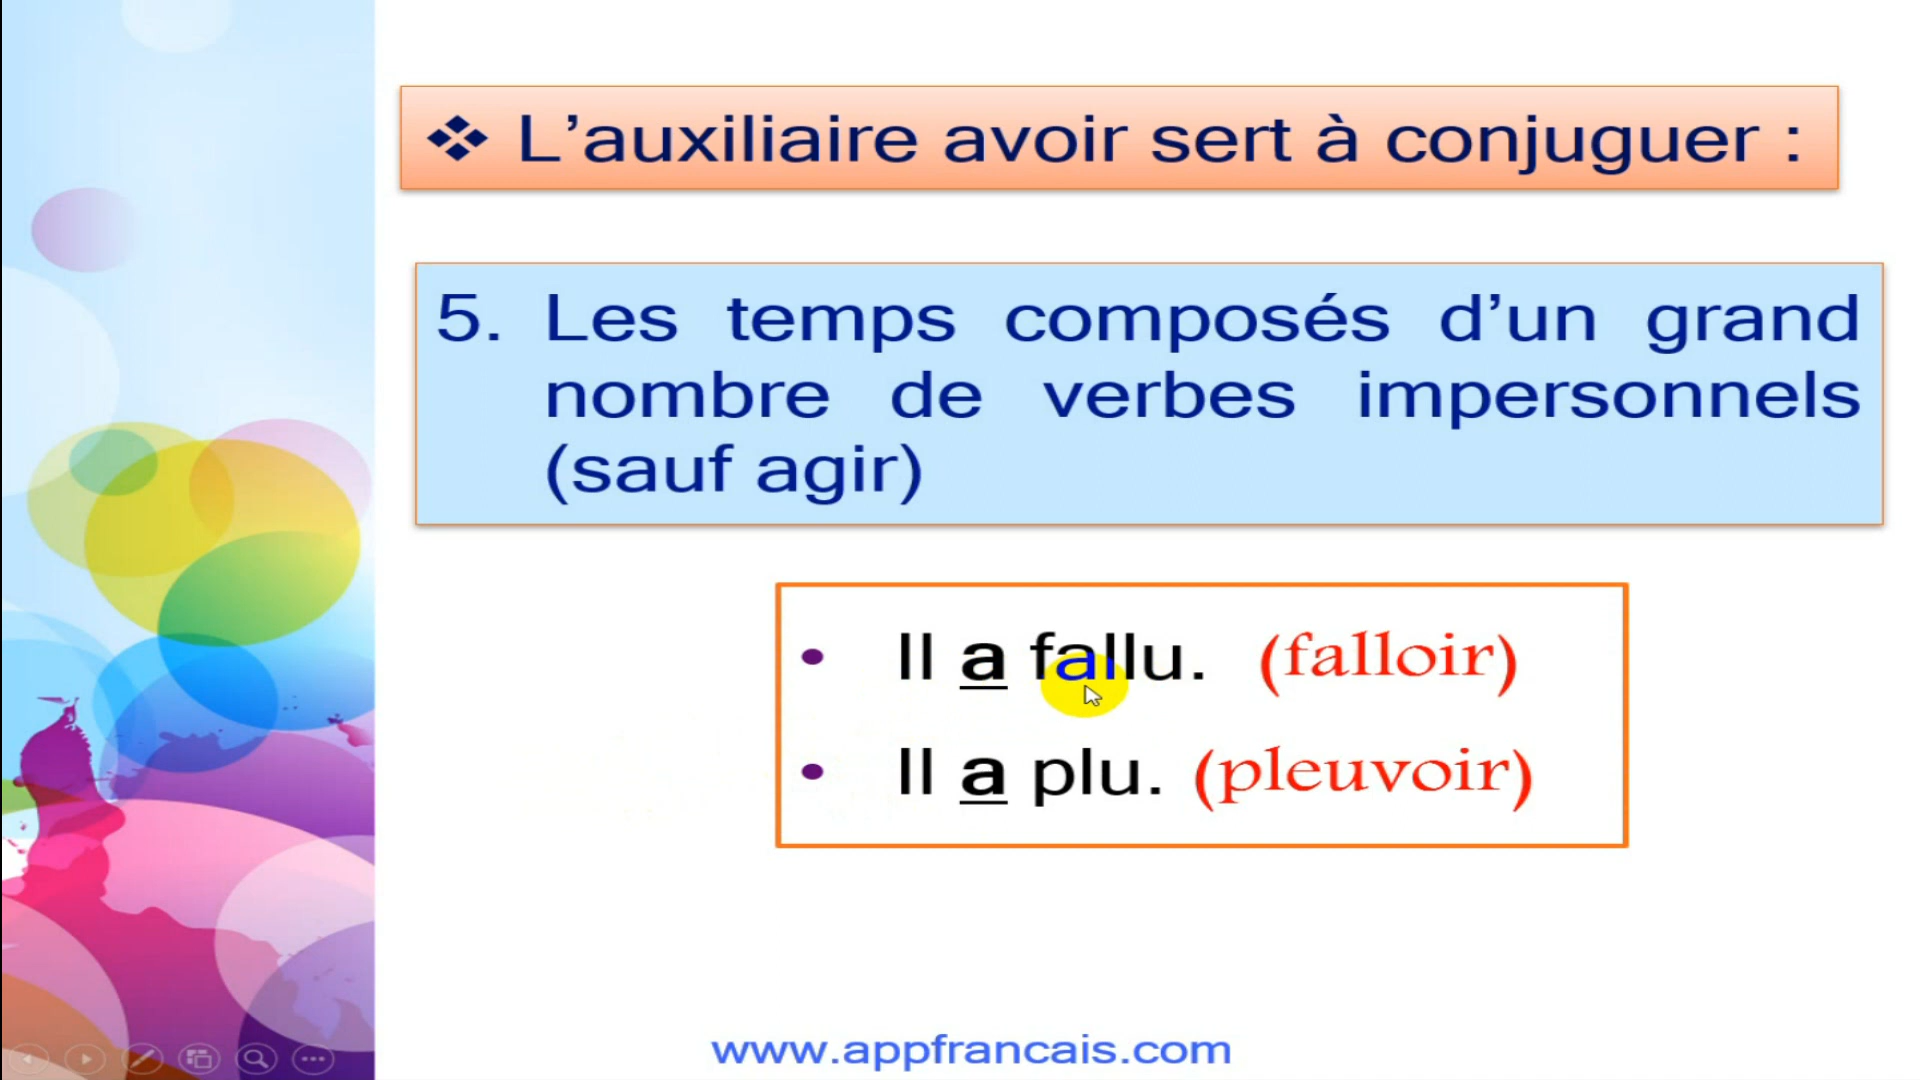 ❖ L’auxiliaire avoir sert à conjuguer :
5. Les temps composés d’un grand
nombre de verbes impersonnels
(sauf agir)
• Il a fallu. (falloir)
• Il a plu. (pleuvoir)
www.appfrancais.com